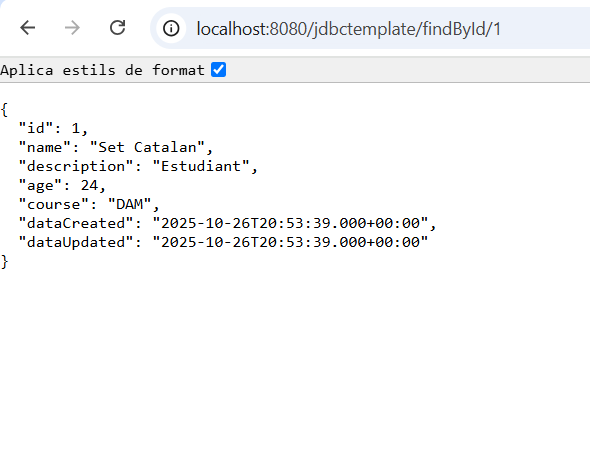 localhost:8080/jdbctemplate/findById/1
Aplica estils de format
{
  "id": 1,
  "name": "Set Catalan",
  "description": "Estudiant",
  "age": 24,
  "course": "DAM",
  "dataCreated": "2025-10-26T20:53:39.000+00:00",
  "dataUpdated": "2025-10-26T20:53:39.000+00:00"
}